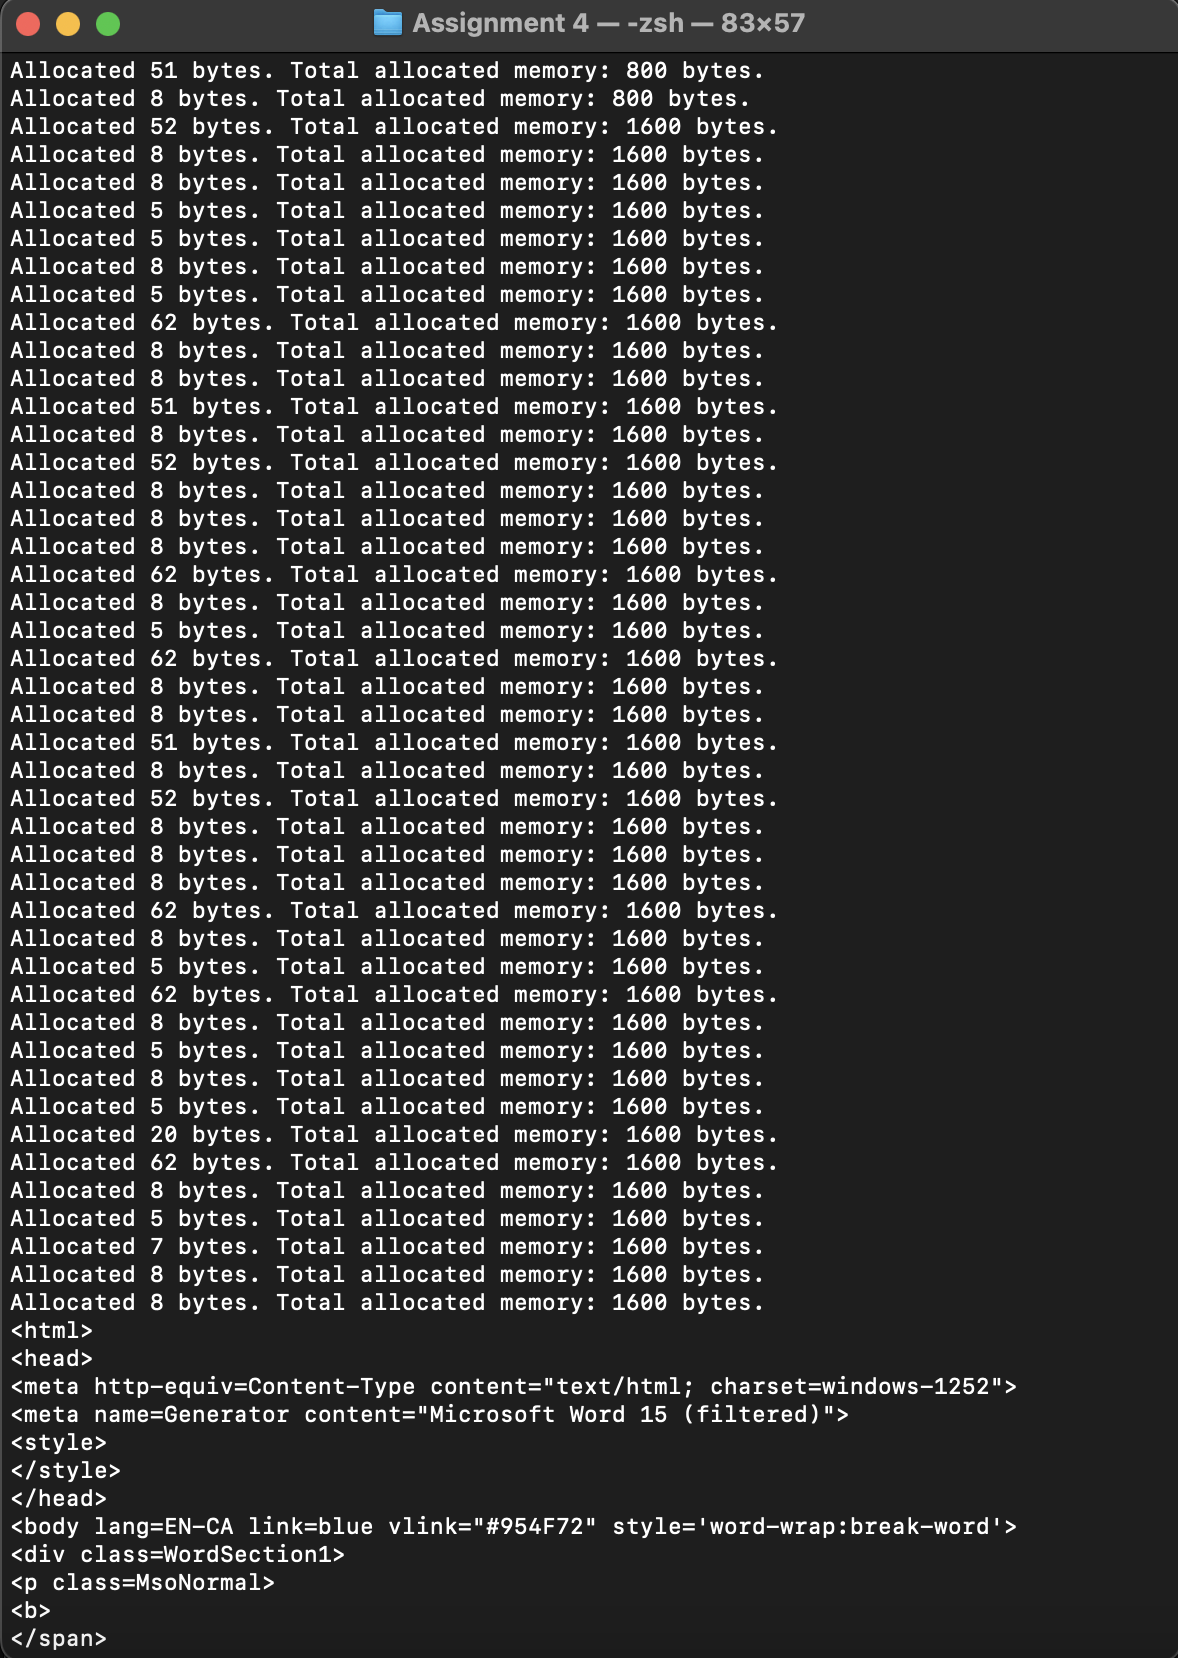 Assignment 4 — -zsh — 83×57
Allocated 51 bytes. Total allocated memory: 800 bytes.
Allocated 8 bytes. Total allocated memory: 800 bytes.
Allocated 52 bytes. Total allocated memory: 1600 bytes.
Allocated 8 bytes. Total allocated memory: 1600 bytes.
Allocated 8 bytes. Total allocated memory: 1600 bytes.
Allocated 5 bytes. Total allocated memory: 1600 bytes.
Allocated 5 bytes. Total allocated memory: 1600 bytes.
Allocated 8 bytes. Total allocated memory: 1600 bytes.
Allocated 5 bytes. Total allocated memory: 1600 bytes.
Allocated 62 bytes. Total allocated memory: 1600 bytes.
Allocated 8 bytes. Total allocated memory: 1600 bytes.
Allocated 8 bytes. Total allocated memory: 1600 bytes.
Allocated 51 bytes. Total allocated memory: 1600 bytes.
Allocated 8 bytes. Total allocated memory: 1600 bytes.
Allocated 52 bytes. Total allocated memory: 1600 bytes.
Allocated 8 bytes. Total allocated memory: 1600 bytes.
Allocated 8 bytes. Total allocated memory: 1600 bytes.
Allocated 8 bytes. Total allocated memory: 1600 bytes.
Allocated 62 bytes. Total allocated memory: 1600 bytes.
Allocated 8 bytes. Total allocated memory: 1600 bytes.
Allocated 5 bytes. Total allocated memory: 1600 bytes.
Allocated 62 bytes. Total allocated memory: 1600 bytes.
Allocated 8 bytes. Total allocated memory: 1600 bytes.
Allocated 8 bytes. Total allocated memory: 1600 bytes.
Allocated 51 bytes. Total allocated memory: 1600 bytes.
Allocated 8 bytes. Total allocated memory: 1600 bytes.
Allocated 52 bytes. Total allocated memory: 1600 bytes.
Allocated 8 bytes. Total allocated memory: 1600 bytes.
Allocated 8 bytes. Total allocated memory: 1600 bytes.
Allocated 8 bytes. Total allocated memory: 1600 bytes.
Allocated 62 bytes. Total allocated memory: 1600 bytes.
Allocated 8 bytes. Total allocated memory: 1600 bytes.
Allocated 5 bytes. Total allocated memory: 1600 bytes.
Allocated 62 bytes. Total allocated memory: 1600 bytes.
Allocated 8 bytes. Total allocated memory: 1600 bytes.
Allocated 5 bytes. Total allocated memory: 1600 bytes.
Allocated 8 bytes. Total allocated memory: 1600 bytes.
Allocated 5 bytes. Total allocated memory: 1600 bytes.
Allocated 20 bytes. Total allocated memory: 1600 bytes.
Allocated 62 bytes. Total allocated memory: 1600 bytes.
Allocated 8 bytes. Total allocated memory: 1600 bytes.
Allocated 5 bytes. Total allocated memory: 1600 bytes.
Allocated 7 bytes. Total allocated memory: 1600 bytes.
Allocated 8 bytes. Total allocated memory: 1600 bytes.
Allocated 8 bytes. Total allocated memory: 1600 bytes.
<html>
<head>
<meta http-equiv=Content-Type content="text/html; charset=windows-1252">
<meta name=Generator content="Microsoft Word 15 (filtered)">
<style>
</style>
</head>
<body lang=EN-CA link=blue vlink="#954F72" style='word-wrap:break-word'>
<div class=WordSection1>
<p class=MsoNormal>
<b>
</span>